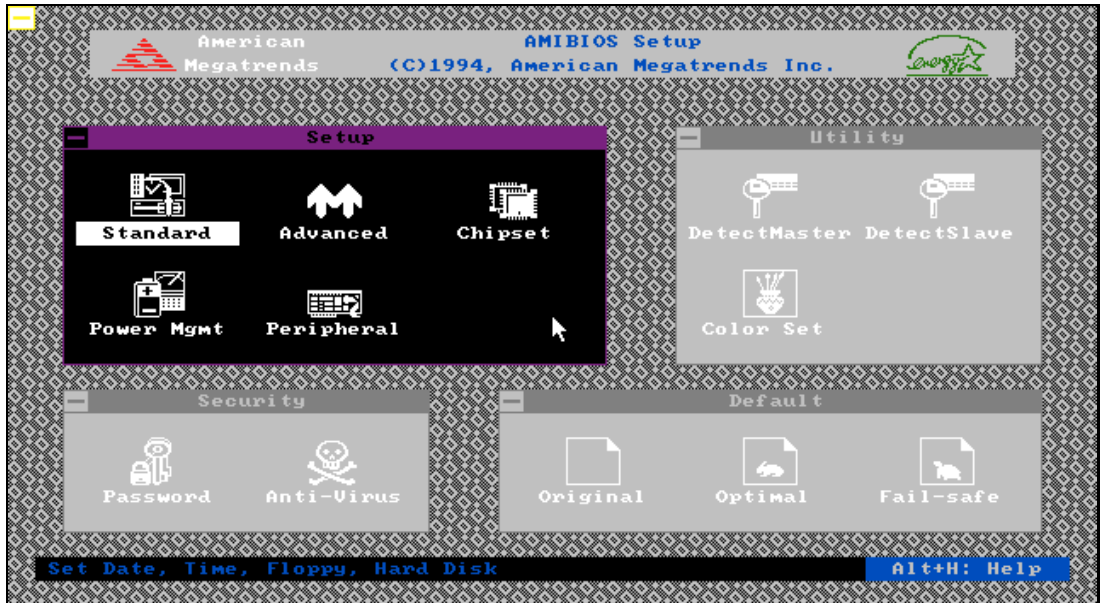 American
Megatrends
AMIBIOS Setup
(C)1994, American Megatrends Inc.
energy
Setup
Standard
Advanced
Chipset
Power Mgmt
Peripheral
Utility
DetectMaster
DetectSlave
Color Set
Security
Password
Anti-Virus
Default
Original
Optimal
Fail-safe
Set Date, Time, Floppy, Hard Disk
Alt+H: Help